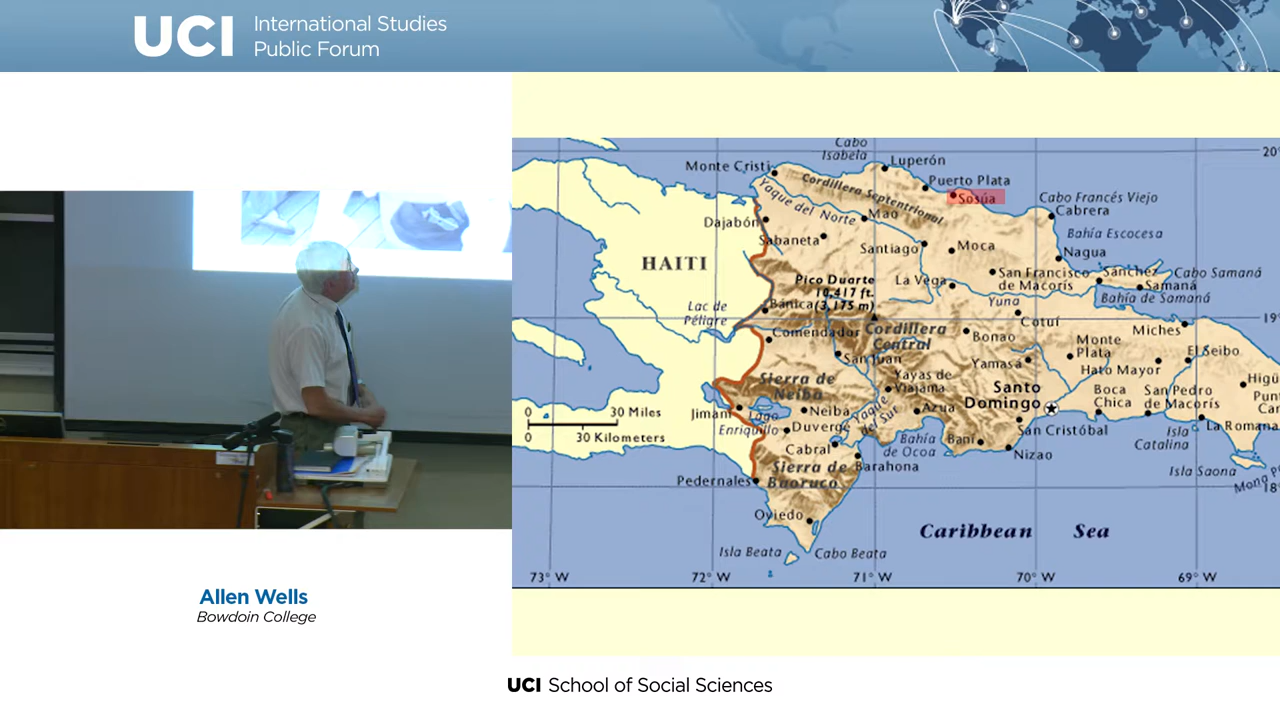 UCI International Studies
Public Forum
Cabo
Isabela
Luperón
20°
Monte Cristi
Puerto Plata
Cordillera Septentrional
Sosúa
Cabo Francés Viejo
Yaque del Norte
Mao
Cabrera
Dajabón
Bahía Escocesa
Sabaneta
Santiago
Moca
Nagua
HAITI
San Francisco
de Macorís
Sánchez
Cabo Samaná
Pico Duarte
10,417 ft.
(3,175 m)
La Vega
Samaná
Lac de
Péligre
Bánica
Yuna
Bahía de Samaná
Cotuí
19°
Comendador
Cordillera
Central
Bonao
Miches
Monte
Plata
San Juan
Yamasá
El Seibo
Hato Mayor
Sierra de
Neiba
Yayas de
Viajama
Santo
Domingo
Boca
Chica
San Pedro
de Macorís
Higü
Pun
Ca
0 30 Miles
0 30 Kilometers
Jimaní
Lago
Enriquillo
Neiba
Duvergé
Yaque
del Sur
Azua
San Cristóbal
La Romana
Isla
Catalina
Cabral
Bahía
de Ocoa
Baní
Nizao
Sierra de
Baoruco
Barahona
Isla Saona
Mona P
18°
Pedernales
Oviedo
Caribbean Sea
Isla Beata
Cabo Beata
73° W 72° W 71° W 70° W 69° W
Allen Wells
Bowdoin College
UCI School of Social Sciences